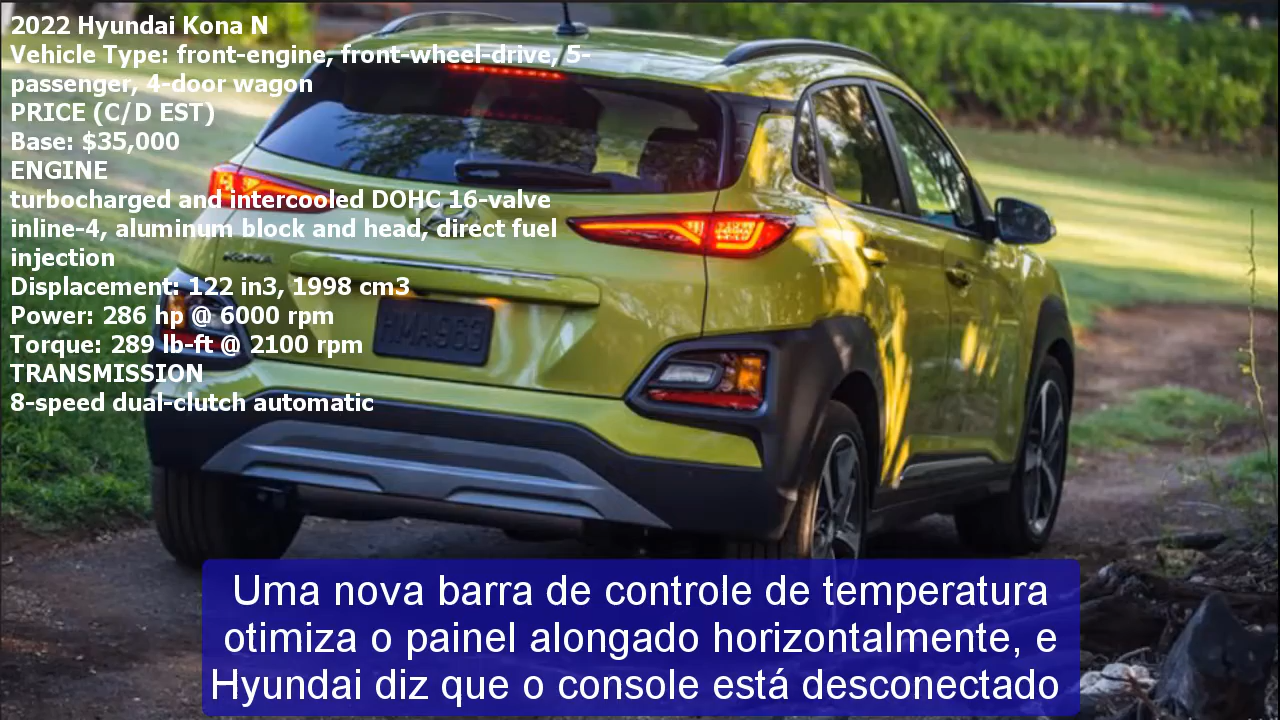 2022 Hyundai Kona N
Vehicle Type: front-engine, front-wheel-drive, 5-
passenger, 4-door wagon
PRICE (C/D EST)
Base: $35,000
ENGINE
turbocharged and intercooled DOHC 16-valve
inline-4, aluminum block and head, direct fuel
injection
KONA
Displacement: 122 in3, 1998 cm3
Power: 286 hp @ 6000 rpm
HMA963
Torque: 289 lb-ft @ 2100 rpm
TRANSMISSION
8-speed dual-clutch automatic
Uma nova barra de controle de temperatura
otimiza o painel alongado horizontalmente, e
Hyundai diz que o console está desconectado